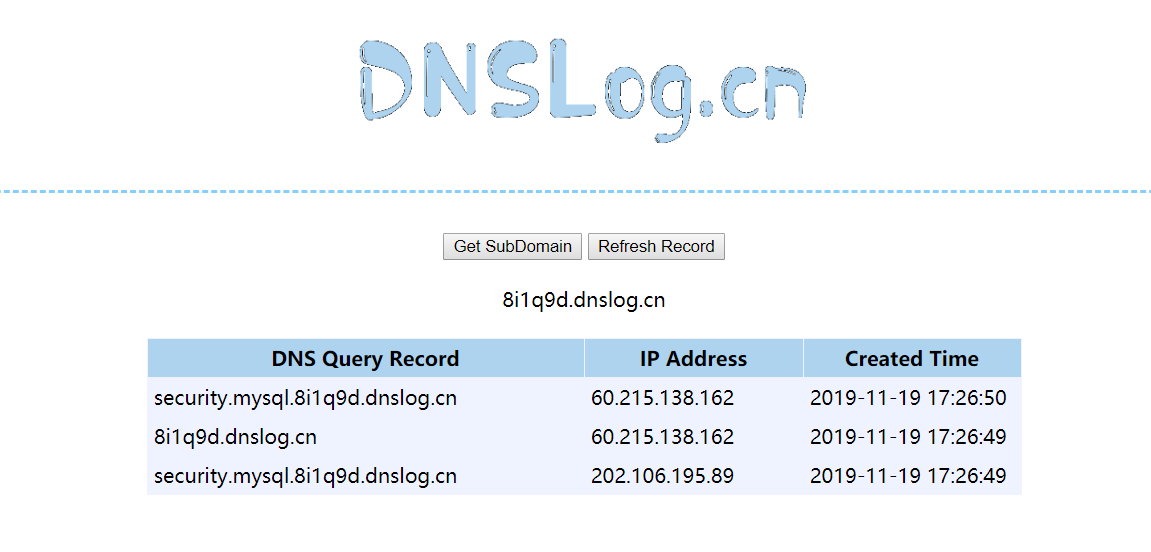 DNSLog.cn
Get SubDomain Refresh Record
8i1q9d.dnslog.cn
DNS Query Record IP Address Created Time
security.mysql.8i1q9d.dnslog.cn 60.215.138.162 2019-11-19 17:26:50
8i1q9d.dnslog.cn 60.215.138.162 2019-11-19 17:26:49
security.mysql.8i1q9d.dnslog.cn 202.106.195.89 2019-11-19 17:26:49